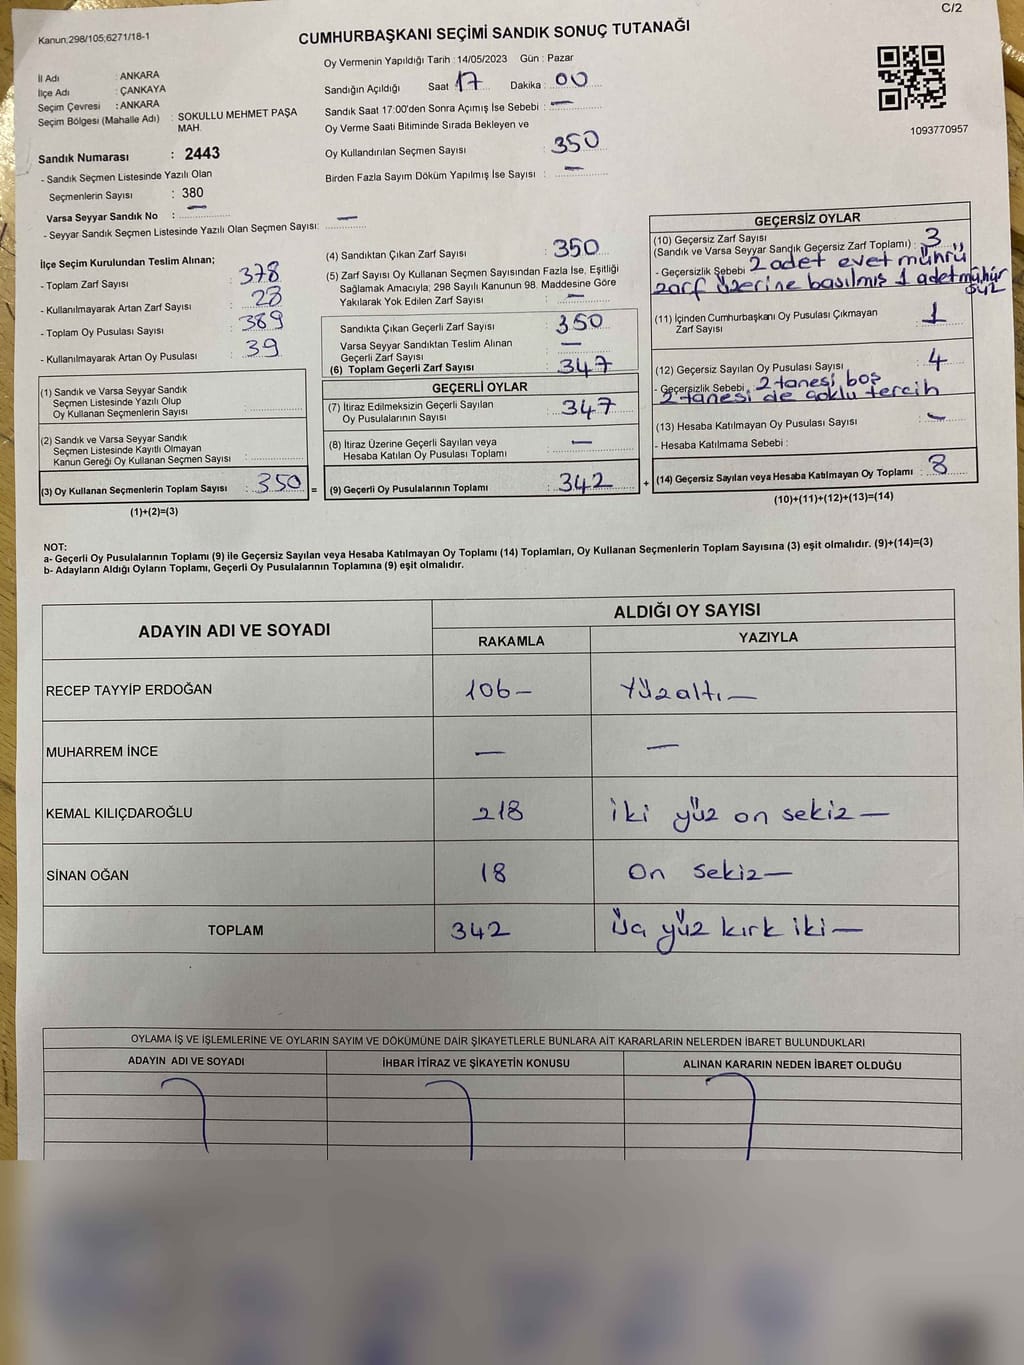 C/2
Kanun;298/105;6271/18-1
CUMHURBAŞKANI SEÇİMİ SANDIK SONUÇ TUTANAĞI
İl Adı : ANKARA
İlçe Adı : ÇANKAYA
Seçim Çevresi : ANKARA
Seçim Bölgesi (Mahalle Adı) : SOKULLU MEHMET PAŞA
MAH.
Oy Vermenin Yapıldığı Tarih : 14/05/2023 Gün : Pazar
Sandığın Açıldığı Saat 17 Dakika : 00
Sandık Saat 17:00'den Sonra Açımış İse Sebebi : —
Oy Verme Saati Bitiminde Sırada Bekleyen ve
Oy Kullandırılan Seçmen Sayısı : 350
Birden Fazla Sayım Döküm Yapılmış İse Sayısı : —
1093770957
Sandık Numarası : 2443
- Sandık Seçmen Listesinde Yazılı Olan
Seçmenlerin Sayısı : 380
Varsa Seyyar Sandık No : —
- Seyyar Sandık Seçmen Listesinde Yazılı Olan Seçmen Sayısı: —
İlçe Seçim Kurulundan Teslim Alınan;
- Toplam Zarf Sayısı : 378
- Kullanılmayarak Artan Zarf Sayısı : 28
- Toplam Oy Pusulası Sayısı : 389
- Kullanılmayarak Artan Oy Pusulası : 39
(1) Sandık ve Varsa Seyyar Sandık
Seçmen Listesinde Yazılı Olup
Oy Kullanan Seçmenlerin Sayısı :
(2) Sandık ve Varsa Seyyar Sandık
Seçmen Listesinde Kayıtlı Olmayan
Kanun Gereği Oy Kullanan Seçmen Sayısı :
(3) Oy Kullanan Seçmenlerin Toplam Sayısı : 350 =
(1)+(2)=(3)
(4) Sandıktan Çıkan Zarf Sayısı : 350
(5) Zarf Sayısı Oy Kullanan Seçmen Sayısından Fazla İse, Eşitliği
Sağlamak Amacıyla; 298 Sayılı Kanunun 98. Maddesine Göre
Yakılarak Yok Edilen Zarf Sayısı : —
Sandıkta Çıkan Geçerli Zarf Sayısı : 350
Varsa Seyyar Sandıktan Teslim Alınan
Geçerli Zarf Sayısı : —
(6) Toplam Geçerli Zarf Sayısı : 347
GEÇERLİ OYLAR
(7) İtiraz Edilmeksizin Geçerli Sayılan
Oy Pusulalarının Sayısı : 347
(8) İtiraz Üzerine Geçerli Sayılan veya
Hesaba Katılan Oy Pusulası Toplamı : —
(9) Geçerli Oy Pusulalarının Toplamı : 342 +
GEÇERSİZ OYLAR
(10) Geçersiz Zarf Sayısı
(Sandık ve Varsa Seyyar Sandık Geçersiz Zarf Toplamı) : 3
- Geçersizlik Sebebi : 2 adet evet mührü
zarf üzerine basılmış 1 adet mühür
(11) İçinden Cumhurbaşkanı Oy Pusulası Çıkmayan
Zarf Sayısı : 1
(12) Geçersiz Sayılan Oy Pusulası Sayısı : 4
- Geçersizlik Sebebi : 2 tanesi boş
2 tanesi de çoklu tercih
(13) Hesaba Katılmayan Oy Pusulası Sayısı : —
- Hesaba Katılmama Sebebi :
(14) Geçersiz Sayılan veya Hesaba Katılmayan Oy Toplamı : 8
(10)+(11)+(12)+(13)=(14)
NOT:
a- Geçerli Oy Pusulalarının Toplamı (9) ile Geçersiz Sayılan veya Hesaba Katılmayan Oy Toplamı (14) Toplamları, Oy Kullanan Seçmenlerin Toplam Sayısına (3) eşit olmalıdır. (9)+(14)=(3)
b- Adayların Aldığı Oyların Toplamı, Geçerli Oy Pusulalarının Toplamına (9) eşit olmalıdır.
ADAYIN ADI VE SOYADI
ALDIĞI OY SAYISI
RAKAMLA YAZIYLA
RECEP TAYYİP ERDOĞAN 106— Yüzaltı—
MUHARREM İNCE — —
KEMAL KILIÇDAROĞLU 218 iki yüz on sekiz—
SİNAN OĞAN 18 On sekiz—
TOPLAM 342 Üç yüz kırk iki—
OYLAMA İŞ VE İŞLEMLERİNE VE OYLARIN SAYIM VE DÖKÜMÜNE DAİR ŞİKAYETLERLE BUNLARA AİT KARARLARIN NELERDEN İBARET BULUNDUKLARI
ADAYIN ADI VE SOYADI İHBAR İTİRAZ VE ŞİKAYETİN KONUSU ALINAN KARARIN NEDEN İBARET OLDUĞU